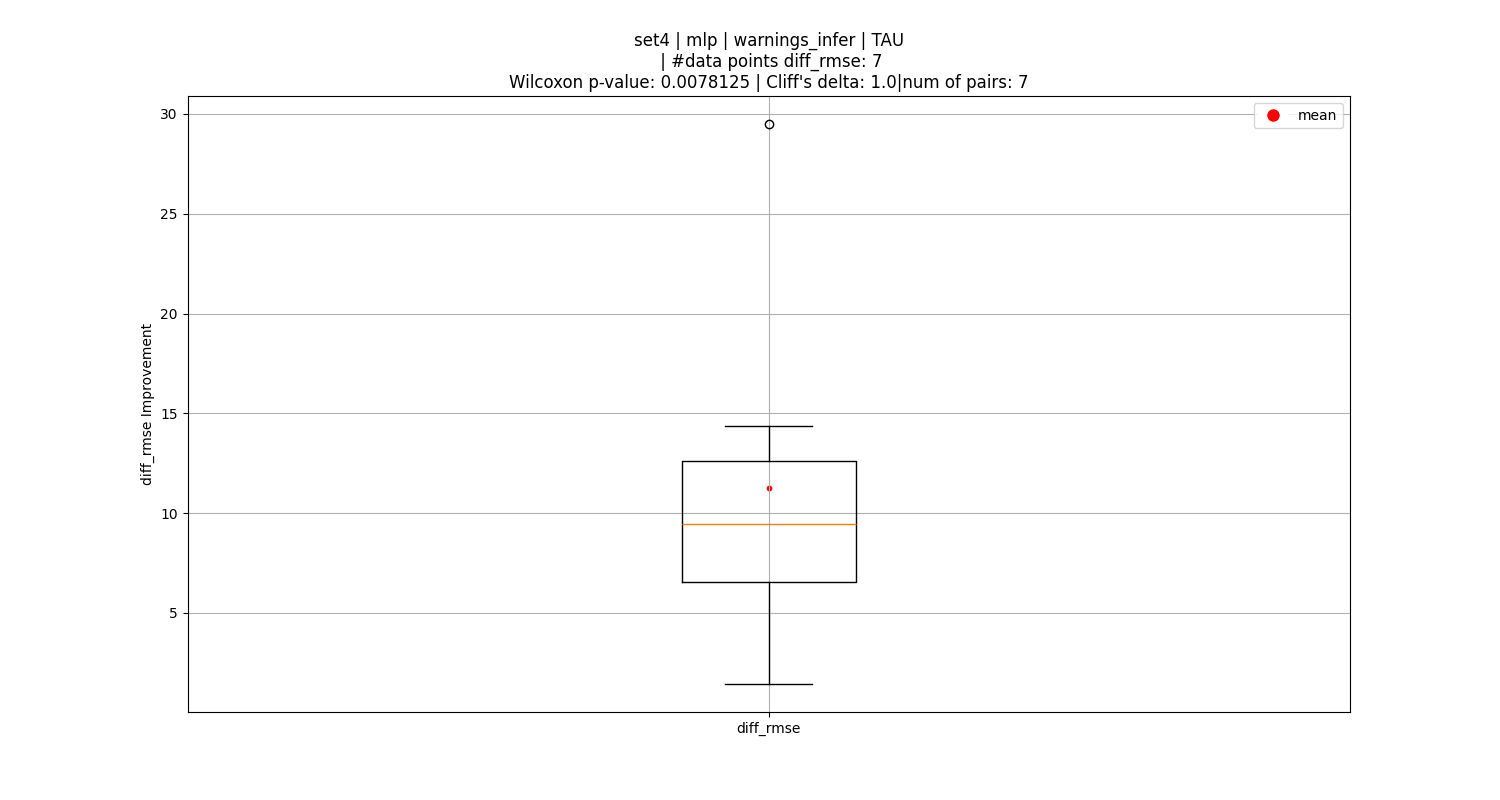 set4 | mlp | warnings_infer | TAU
| #data points diff_rmse: 7
Wilcoxon p-value: 0.0078125 | Cliff's delta: 1.0|num of pairs: 7
mean
30
25
20
15
10
5
diff_rmse Improvement
diff_rmse